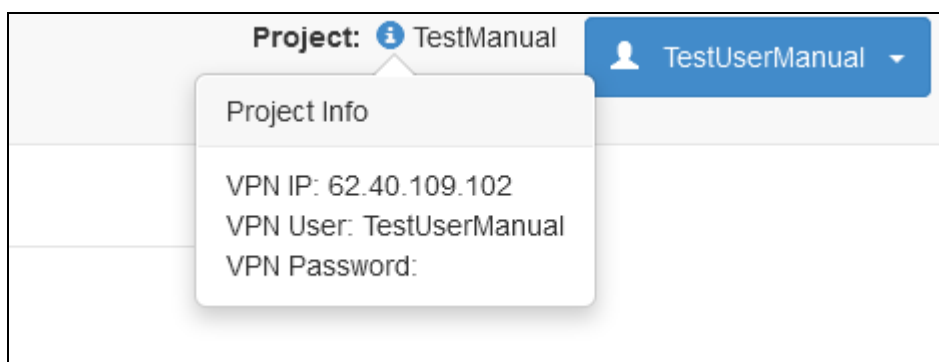 Project: TestManual
TestUserManual
Project Info
VPN IP: 62.40.109.102
VPN User: TestUserManual
VPN Password: